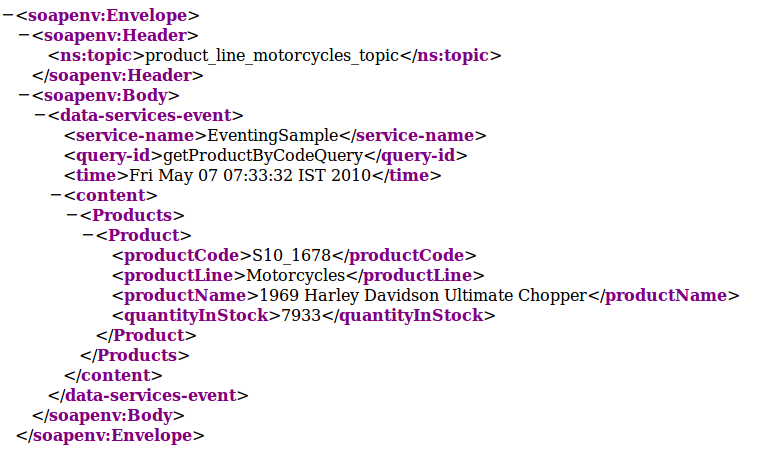 −<soapenv:Envelope>
−<soapenv:Header>
<ns:topic>product_line_motorcycles_topic</ns:topic>
</soapenv:Header>
−<soapenv:Body>
−<data-services-event>
<service-name>EventingSample</service-name>
<query-id>getProductByCodeQuery</query-id>
<time>Fri May 07 07:33:32 IST 2010</time>
−<content>
−<Products>
−<Product>
<productCode>S10_1678</productCode>
<productLine>Motorcycles</productLine>
<productName>1969 Harley Davidson Ultimate Chopper</productName>
<quantityInStock>7933</quantityInStock>
</Product>
</Products>
</content>
</data-services-event>
</soapenv:Body>
</soapenv:Envelope>